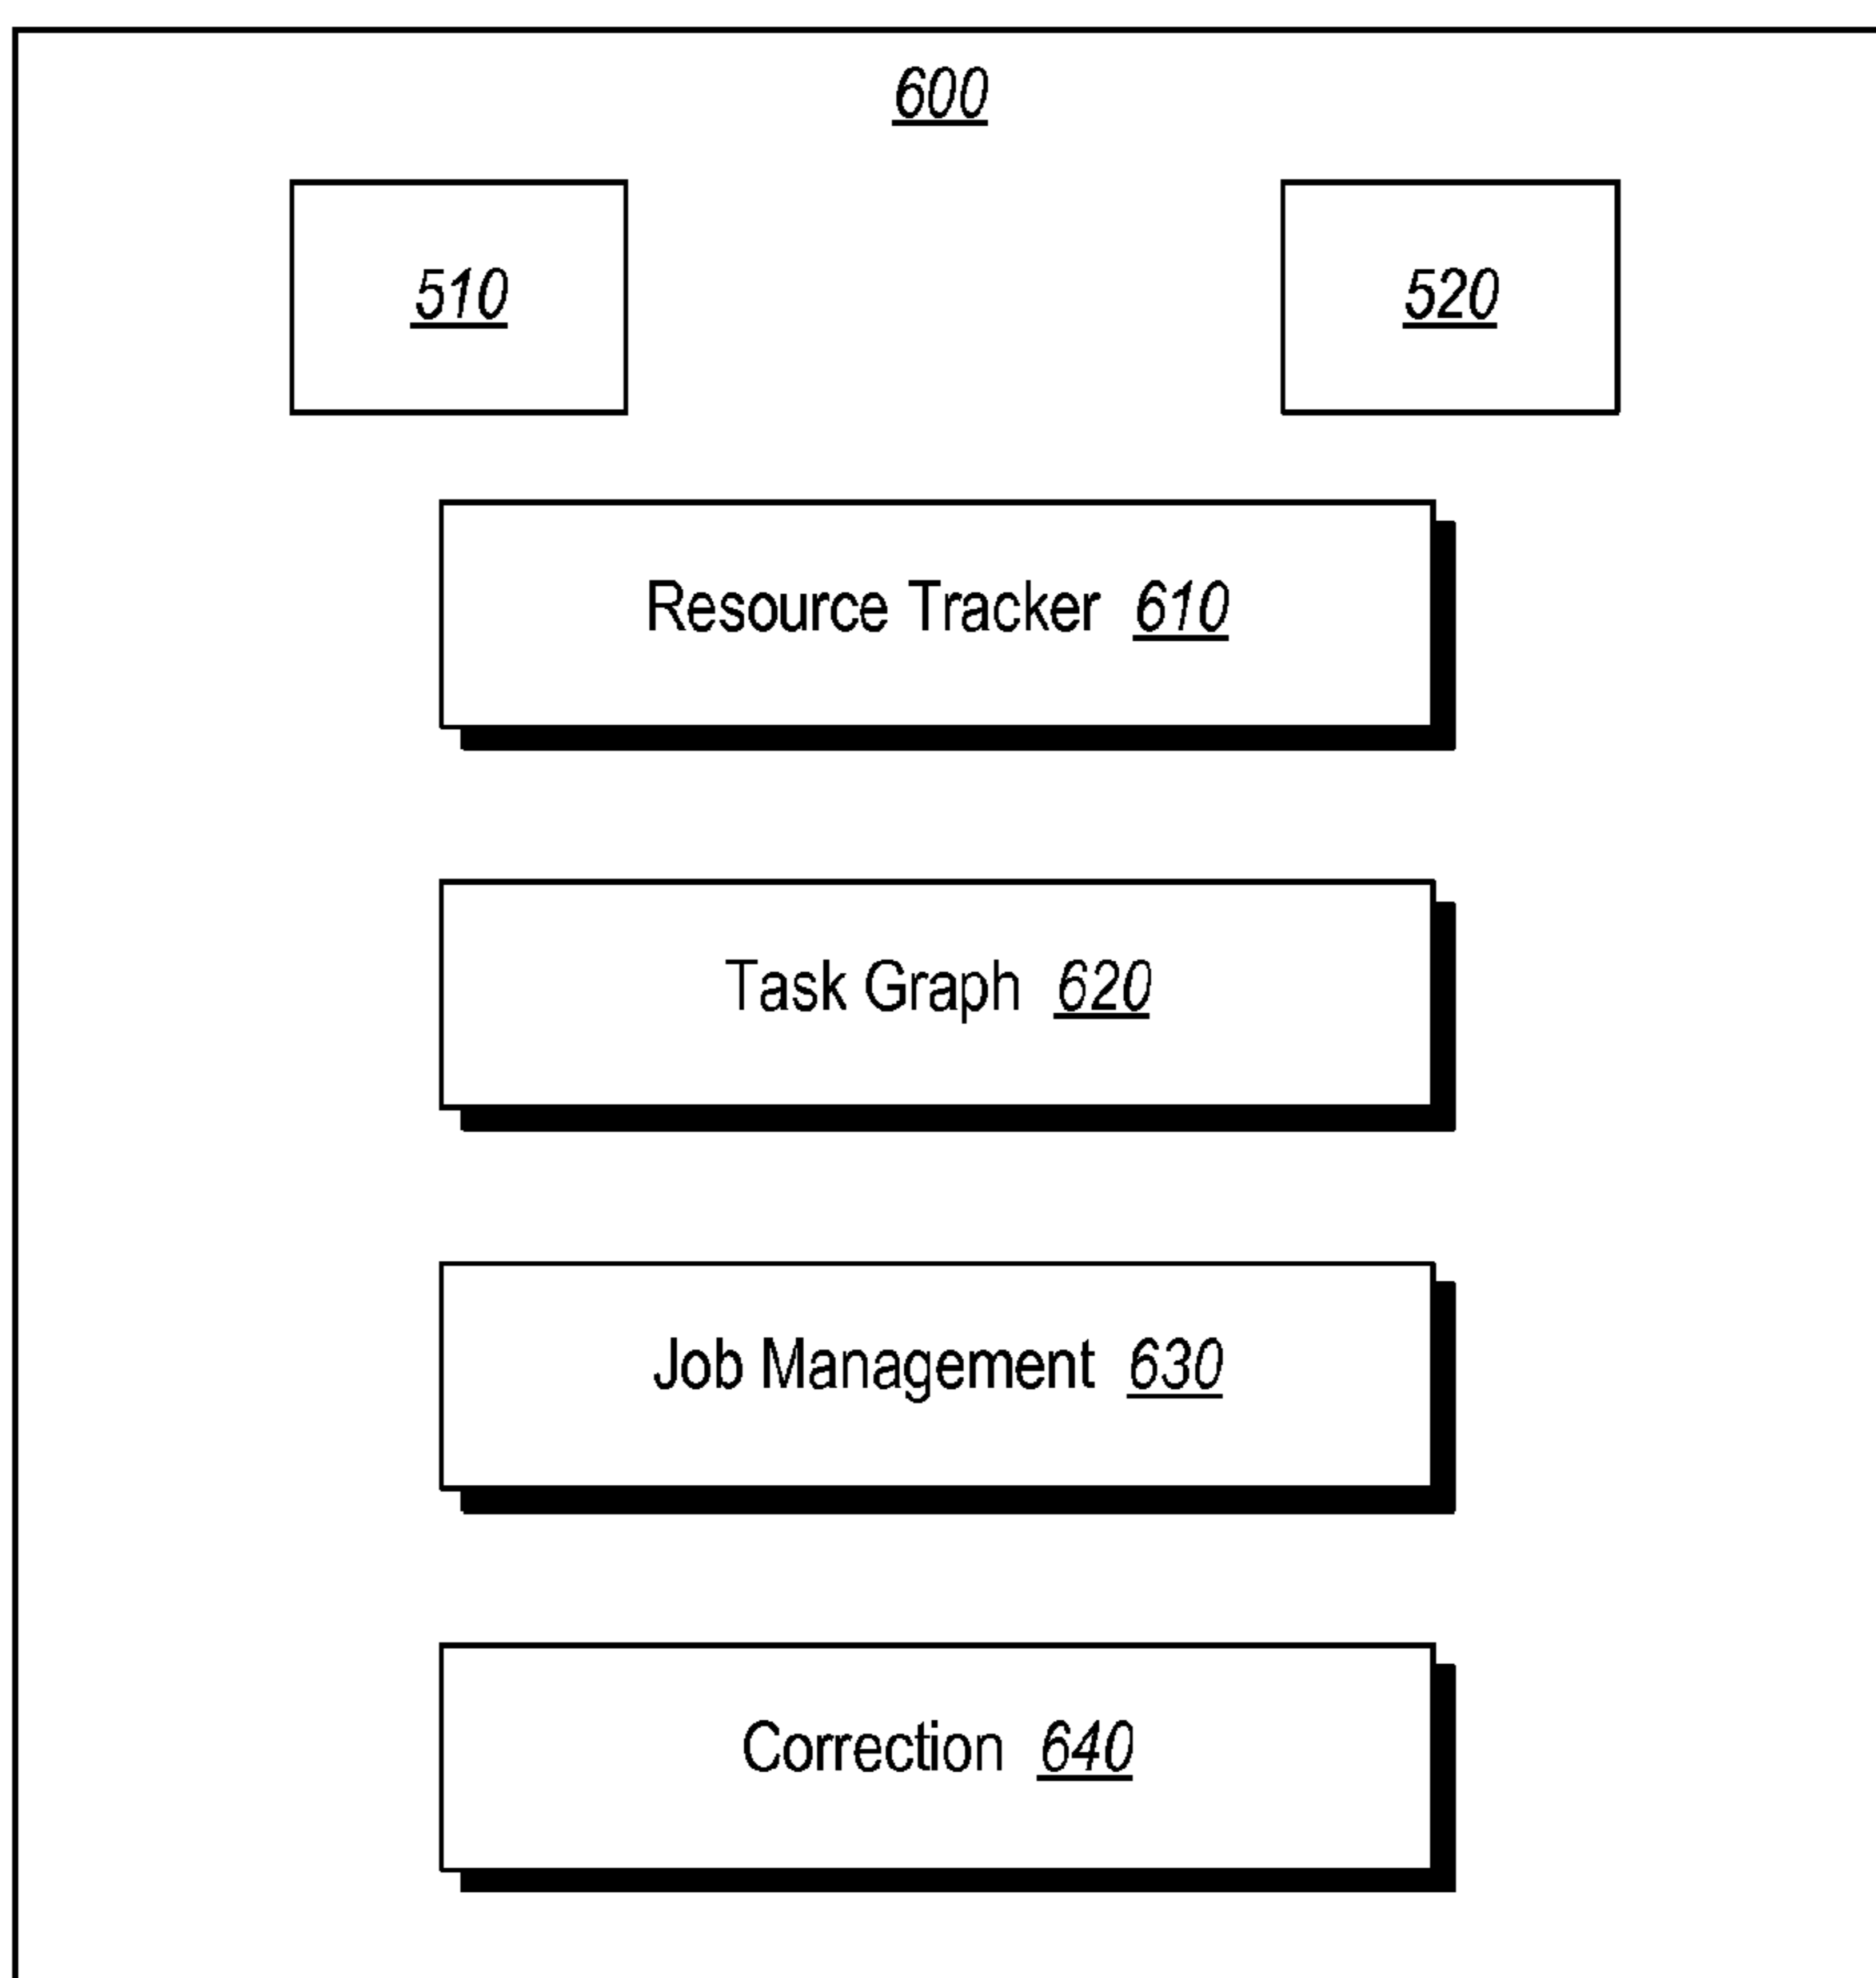 600
510
520
Resource Tracker 610
Task Graph 620
Job Management 630
Correction 640